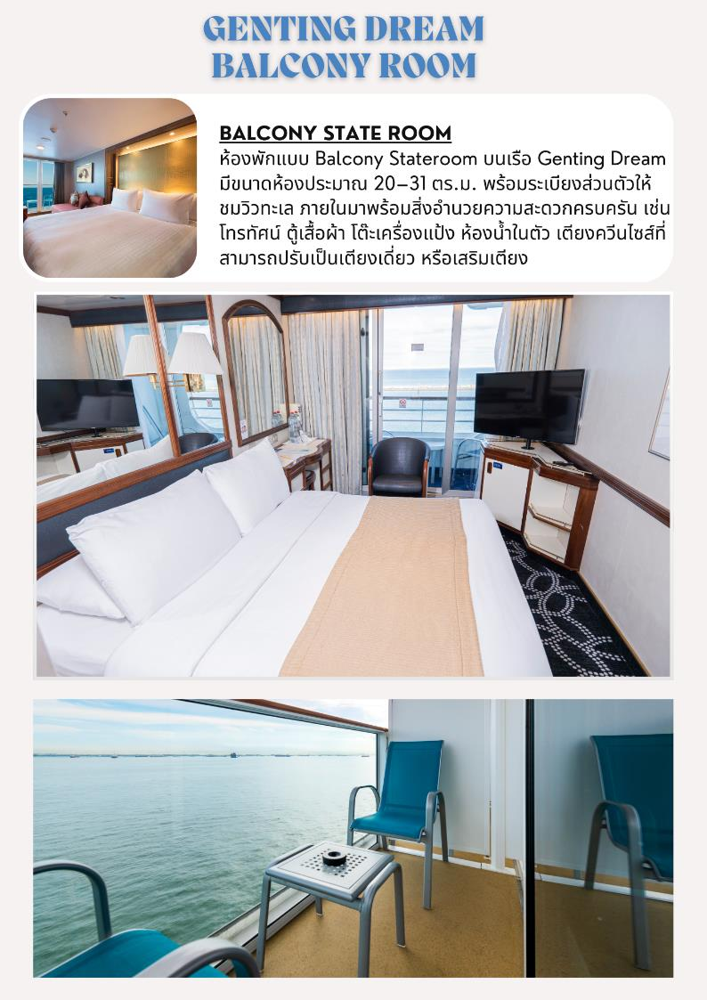 GENTING DREAM
BALCONY ROOM
BALCONY STATE ROOM
ห้องพักแบบ Balcony Stateroom บนเรือ Genting Dream
มีขนาดห้องประมาณ 20–31 ตร.ม. พร้อมระเบียงส่วนตัวให้
ชมวิวทะเล ภายในมาพร้อมสิ่งอำนวยความสะดวกครบครัน เช่น
โทรทัศน์ ตู้เสื้อผ้า โต๊ะเครื่องแป้ง ห้องน้ำในตัว เตียงควีนไซส์ที่
สามารถปรับเป็นเตียงเดี่ยว หรือเสริมเตียง